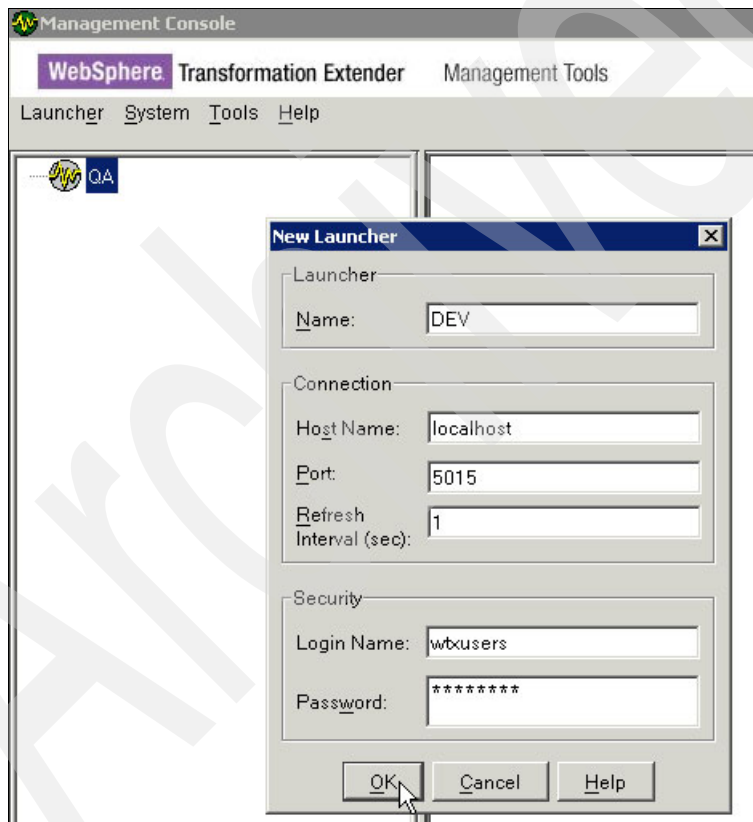 Management Console
WebSphere Transformation Extender Management Tools
Launcher System Tools Help
QA
New Launcher
Launcher
Name: DEV
Connection
Host Name: localhost
Port: 5015
Refresh
Interval (sec): 1
Security
Login Name: wtxusers
Password: ********
OK Cancel Help
Archived